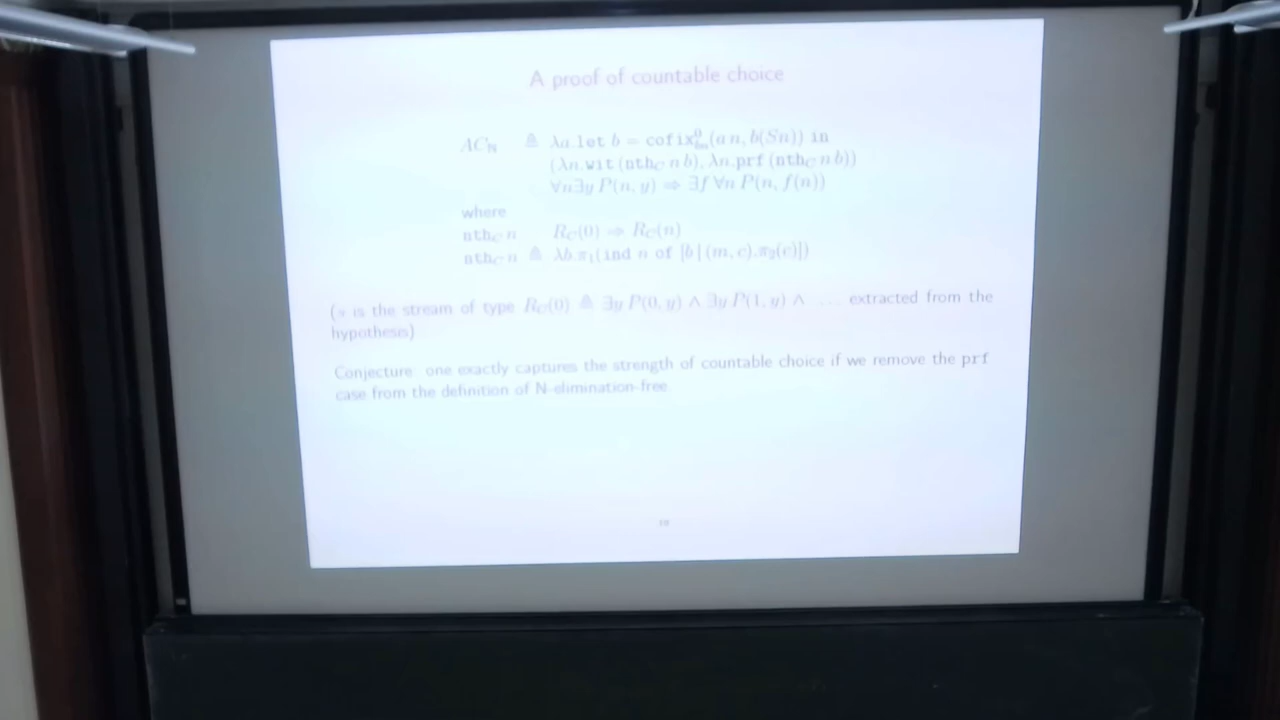 A proof of countable choice
AC_ℕ ≜ λa.let b = cofix⁰_bn(a n, b(Sn)) in
(λn.wit (nth_C n b), λn.prf (nth_C n b))
∀n∃y P(n, y) ⇒ ∃f ∀n P(n, f(n))
where
nth_C n R_C(0) ⇒ R_C(n)
nth_C n ≜ λb.π₁(ind n of [b | (m, c).π₂(c)])
is the stream of type R_C(0) ≜ ∃y P(0, y) ∧ ∃y P(1, y) ∧ ... extracted from the
hypothesis)
Conjecture one exactly captures the strength of countable choice if we remove the prf
case from the definition of N-elimination-free